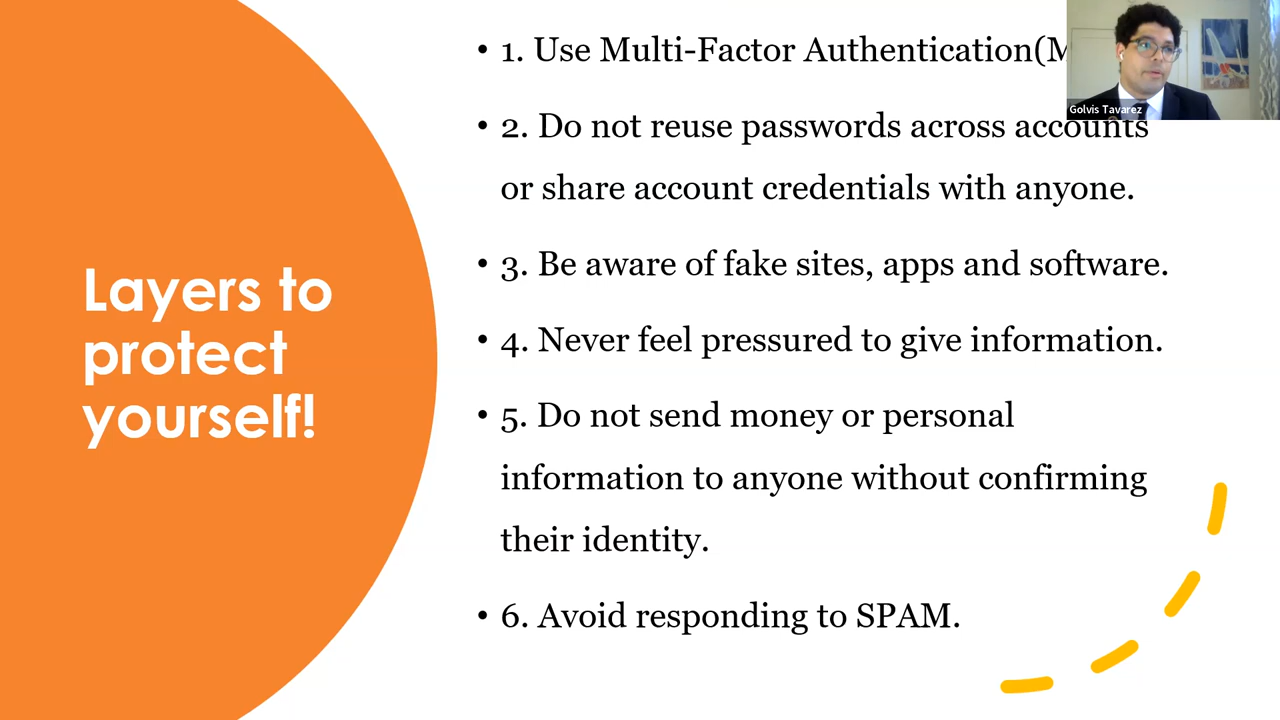 Layers to
protect
yourself!
• 1. Use Multi-Factor Authentication(M
• 2. Do not reuse passwords across accounts
or share account credentials with anyone.
• 3. Be aware of fake sites, apps and software.
• 4. Never feel pressured to give information.
• 5. Do not send money or personal
information to anyone without confirming
their identity.
• 6. Avoid responding to SPAM.
Golvis Tavarez